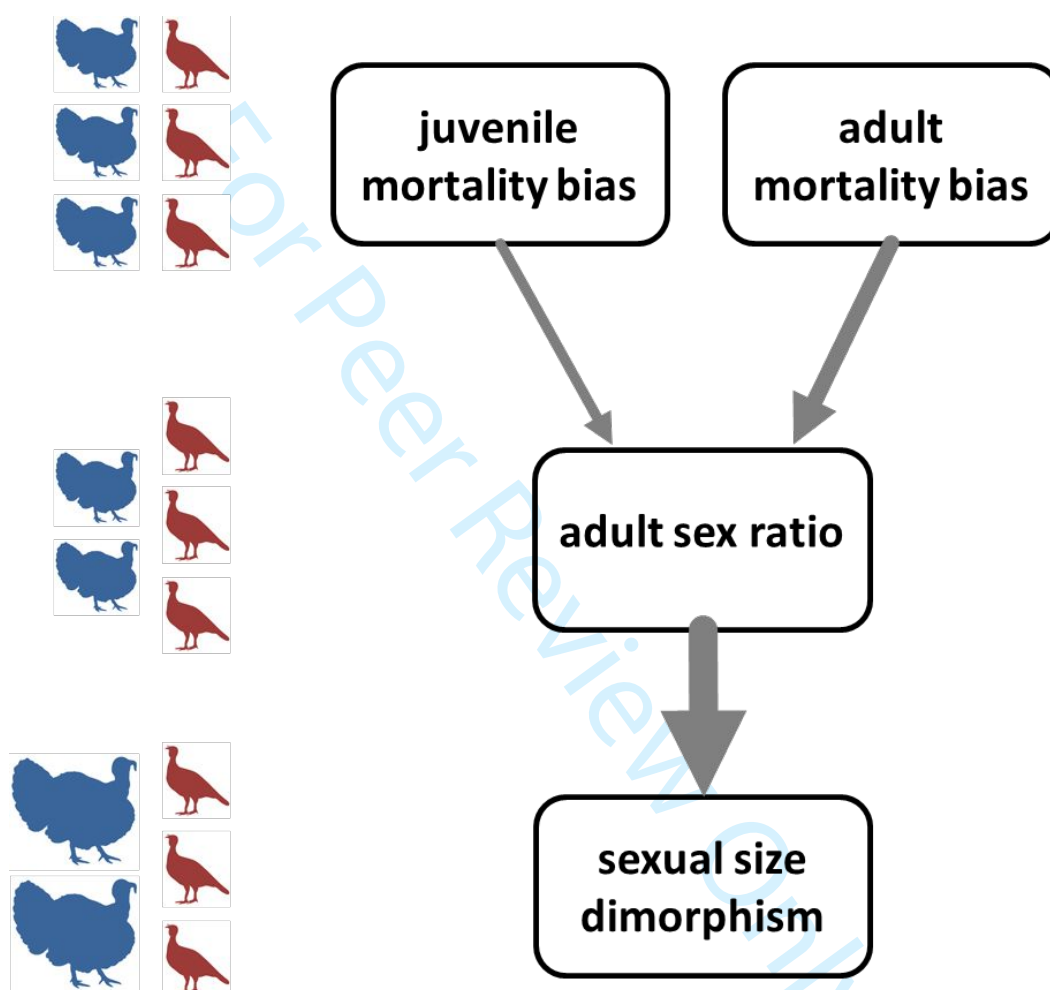 juvenile
mortality bias
adult
mortality bias
adult sex ratio
sexual size
dimorphism
For Peer Review Only